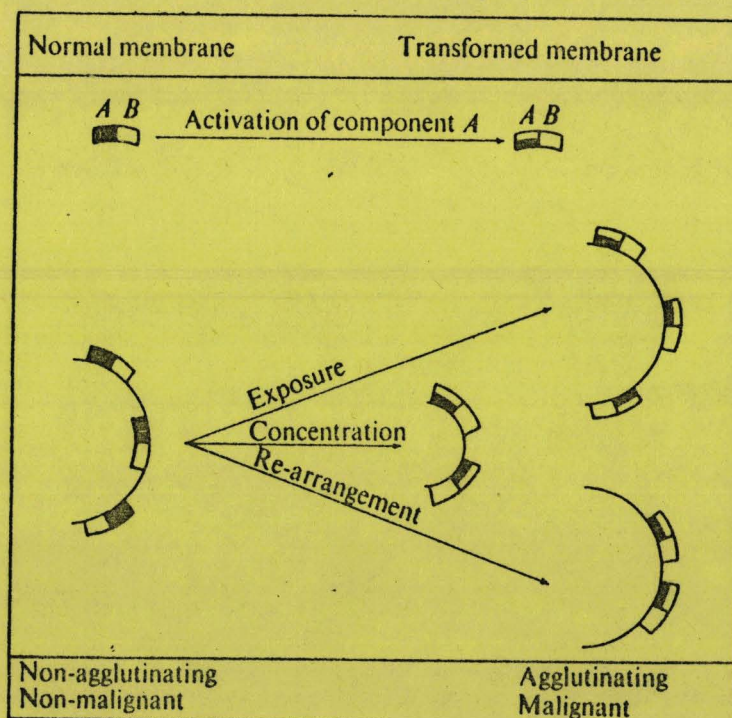 Normal membrane Transformed membrane
A B Activation of component A A B
Exposure
Concentration
Re-arrangement
Non-agglutinating Agglutinating
Non-malignant Malignant